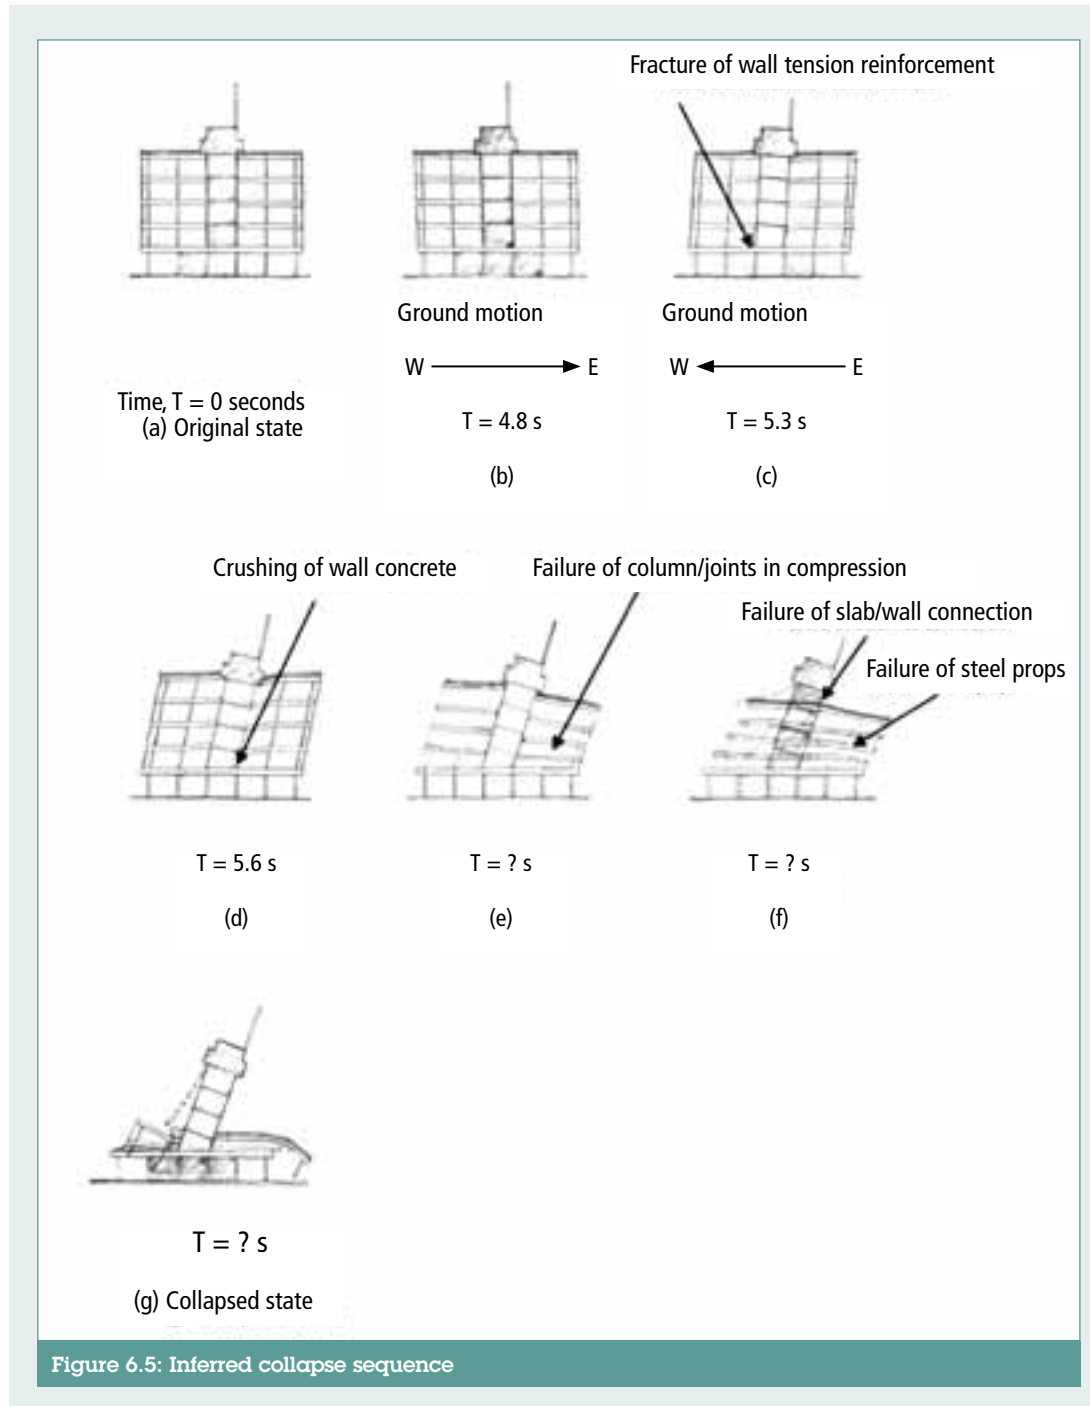 Fracture of wall tension reinforcement
Ground motion
Ground motion
W E
W E
Time, T = 0 seconds
(a) Original state
T = 4.8 s
T = 5.3 s
(b)
(c)
Crushing of wall concrete
Failure of column/joints in compression
Failure of slab/wall connection
Failure of steel props
T = 5.6 s
T = ? s
T = ? s
(d)
(e)
(f)
T = ? s
(g) Collapsed state
Figure 6.5: Inferred collapse sequence